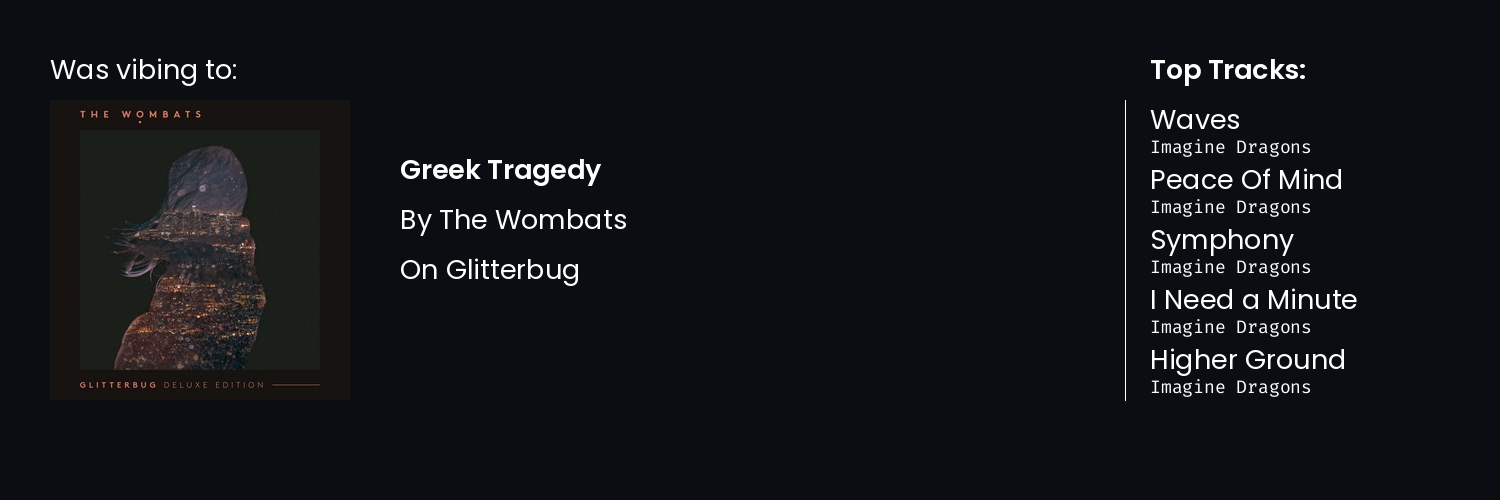 Was vibing to:
THE WOMBATS
GLITTERBUG DELUXE EDITION
Greek Tragedy
By The Wombats
On Glitterbug
Top Tracks:
Waves
Imagine Dragons
Peace Of Mind
Imagine Dragons
Symphony
Imagine Dragons
I Need a Minute
Imagine Dragons
Higher Ground
Imagine Dragons